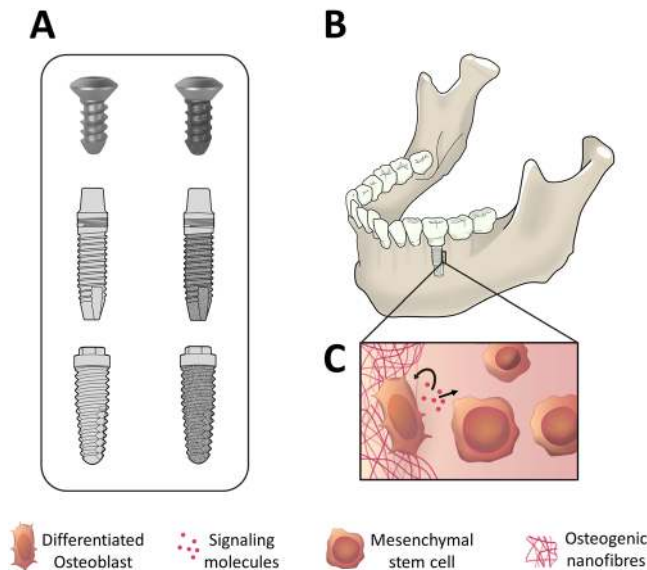 A
B
C
Differentiated
Osteoblast
Signaling
molecules
Mesenchymal
stem cell
Osteogenic
nanofibres